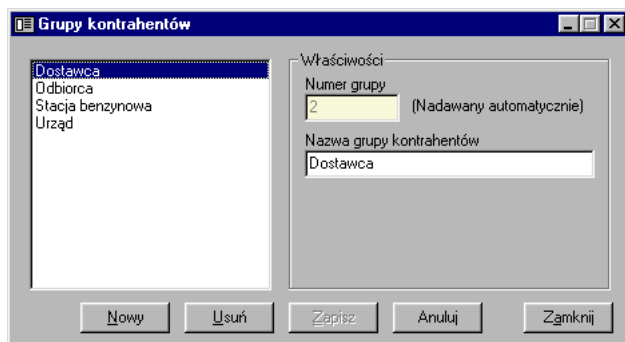 Grupy kontrahentów
Dostawca
Odbiorca
Stacja benzynowa
Urząd
Właściwości
Numer grupy
2 (Nadawany automatycznie)
Nazwa grupy kontrahentów
Dostawca
Nowy Usuń Zapisz Anuluj Zamknij